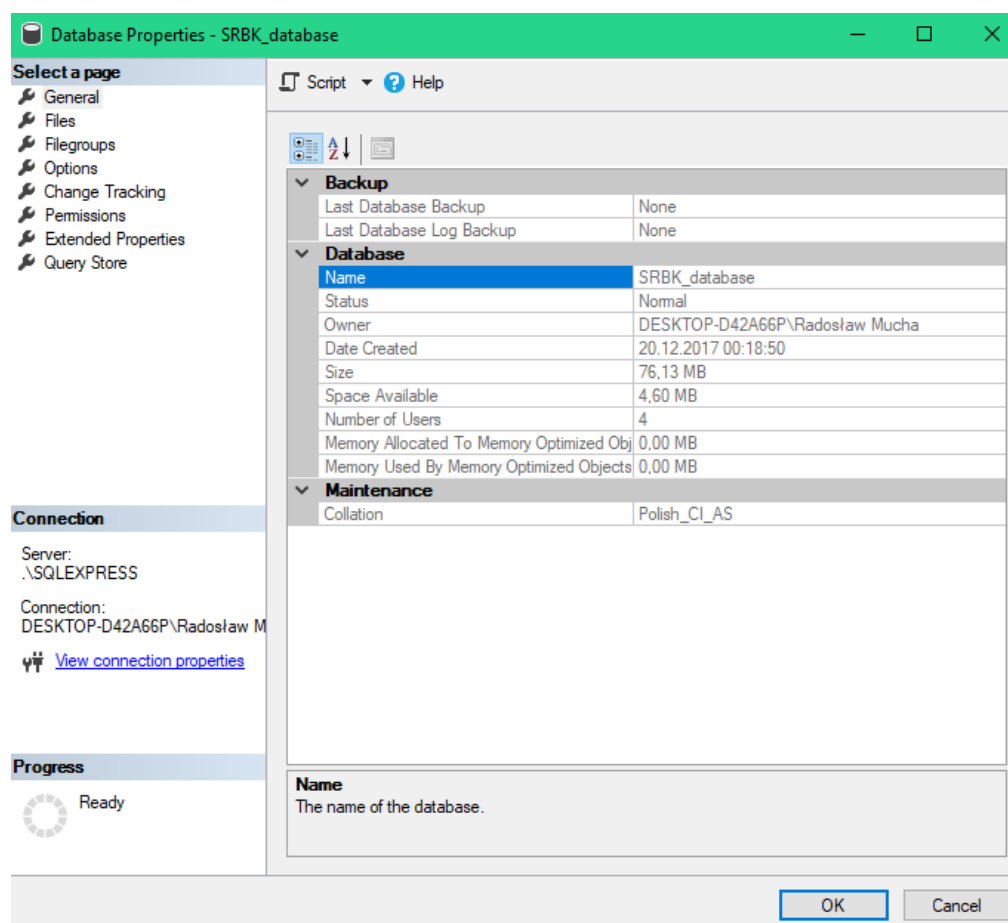 Database Properties - SRBK_database
Select a page
General
Files
Filegroups
Options
Change Tracking
Permissions
Extended Properties
Query Store
Script
Help
Backup
Last Database Backup None
Last Database Log Backup None
Database
Name SRBK_database
Status Normal
Owner DESKTOP-D42A66P\Radosław Mucha
Date Created 20.12.2017 00:18:50
Size 76,13 MB
Space Available 4,60 MB
Number of Users 4
Memory Allocated To Memory Optimized Obj 0,00 MB
Memory Used By Memory Optimized Objects 0,00 MB
Maintenance
Collation Polish_CI_AS
Connection
Server:
.\SQLEXPRESS
Connection:
DESKTOP-D42A66P\Radosław M
View connection properties
Progress
Ready
Name
The name of the database.
OK Cancel